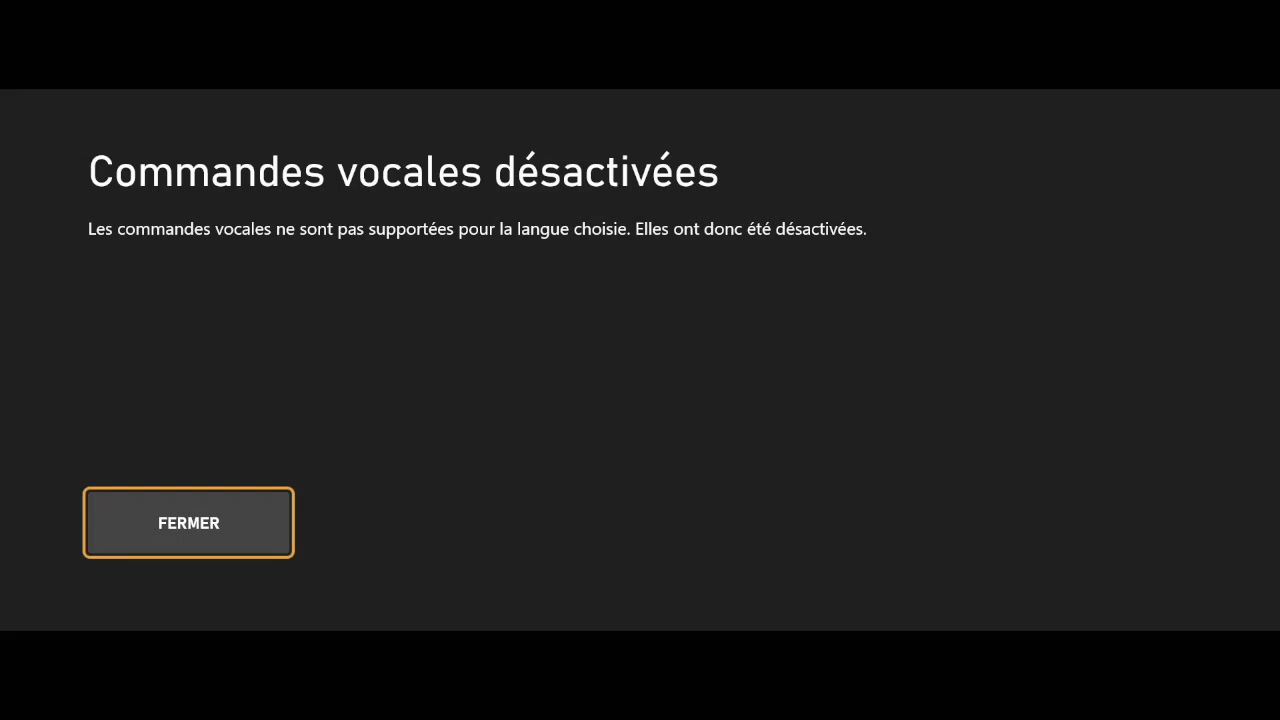 Commandes vocales désactivées
Les commandes vocales ne sont pas supportées pour la langue choisie. Elles ont donc été désactivées.
FERMER